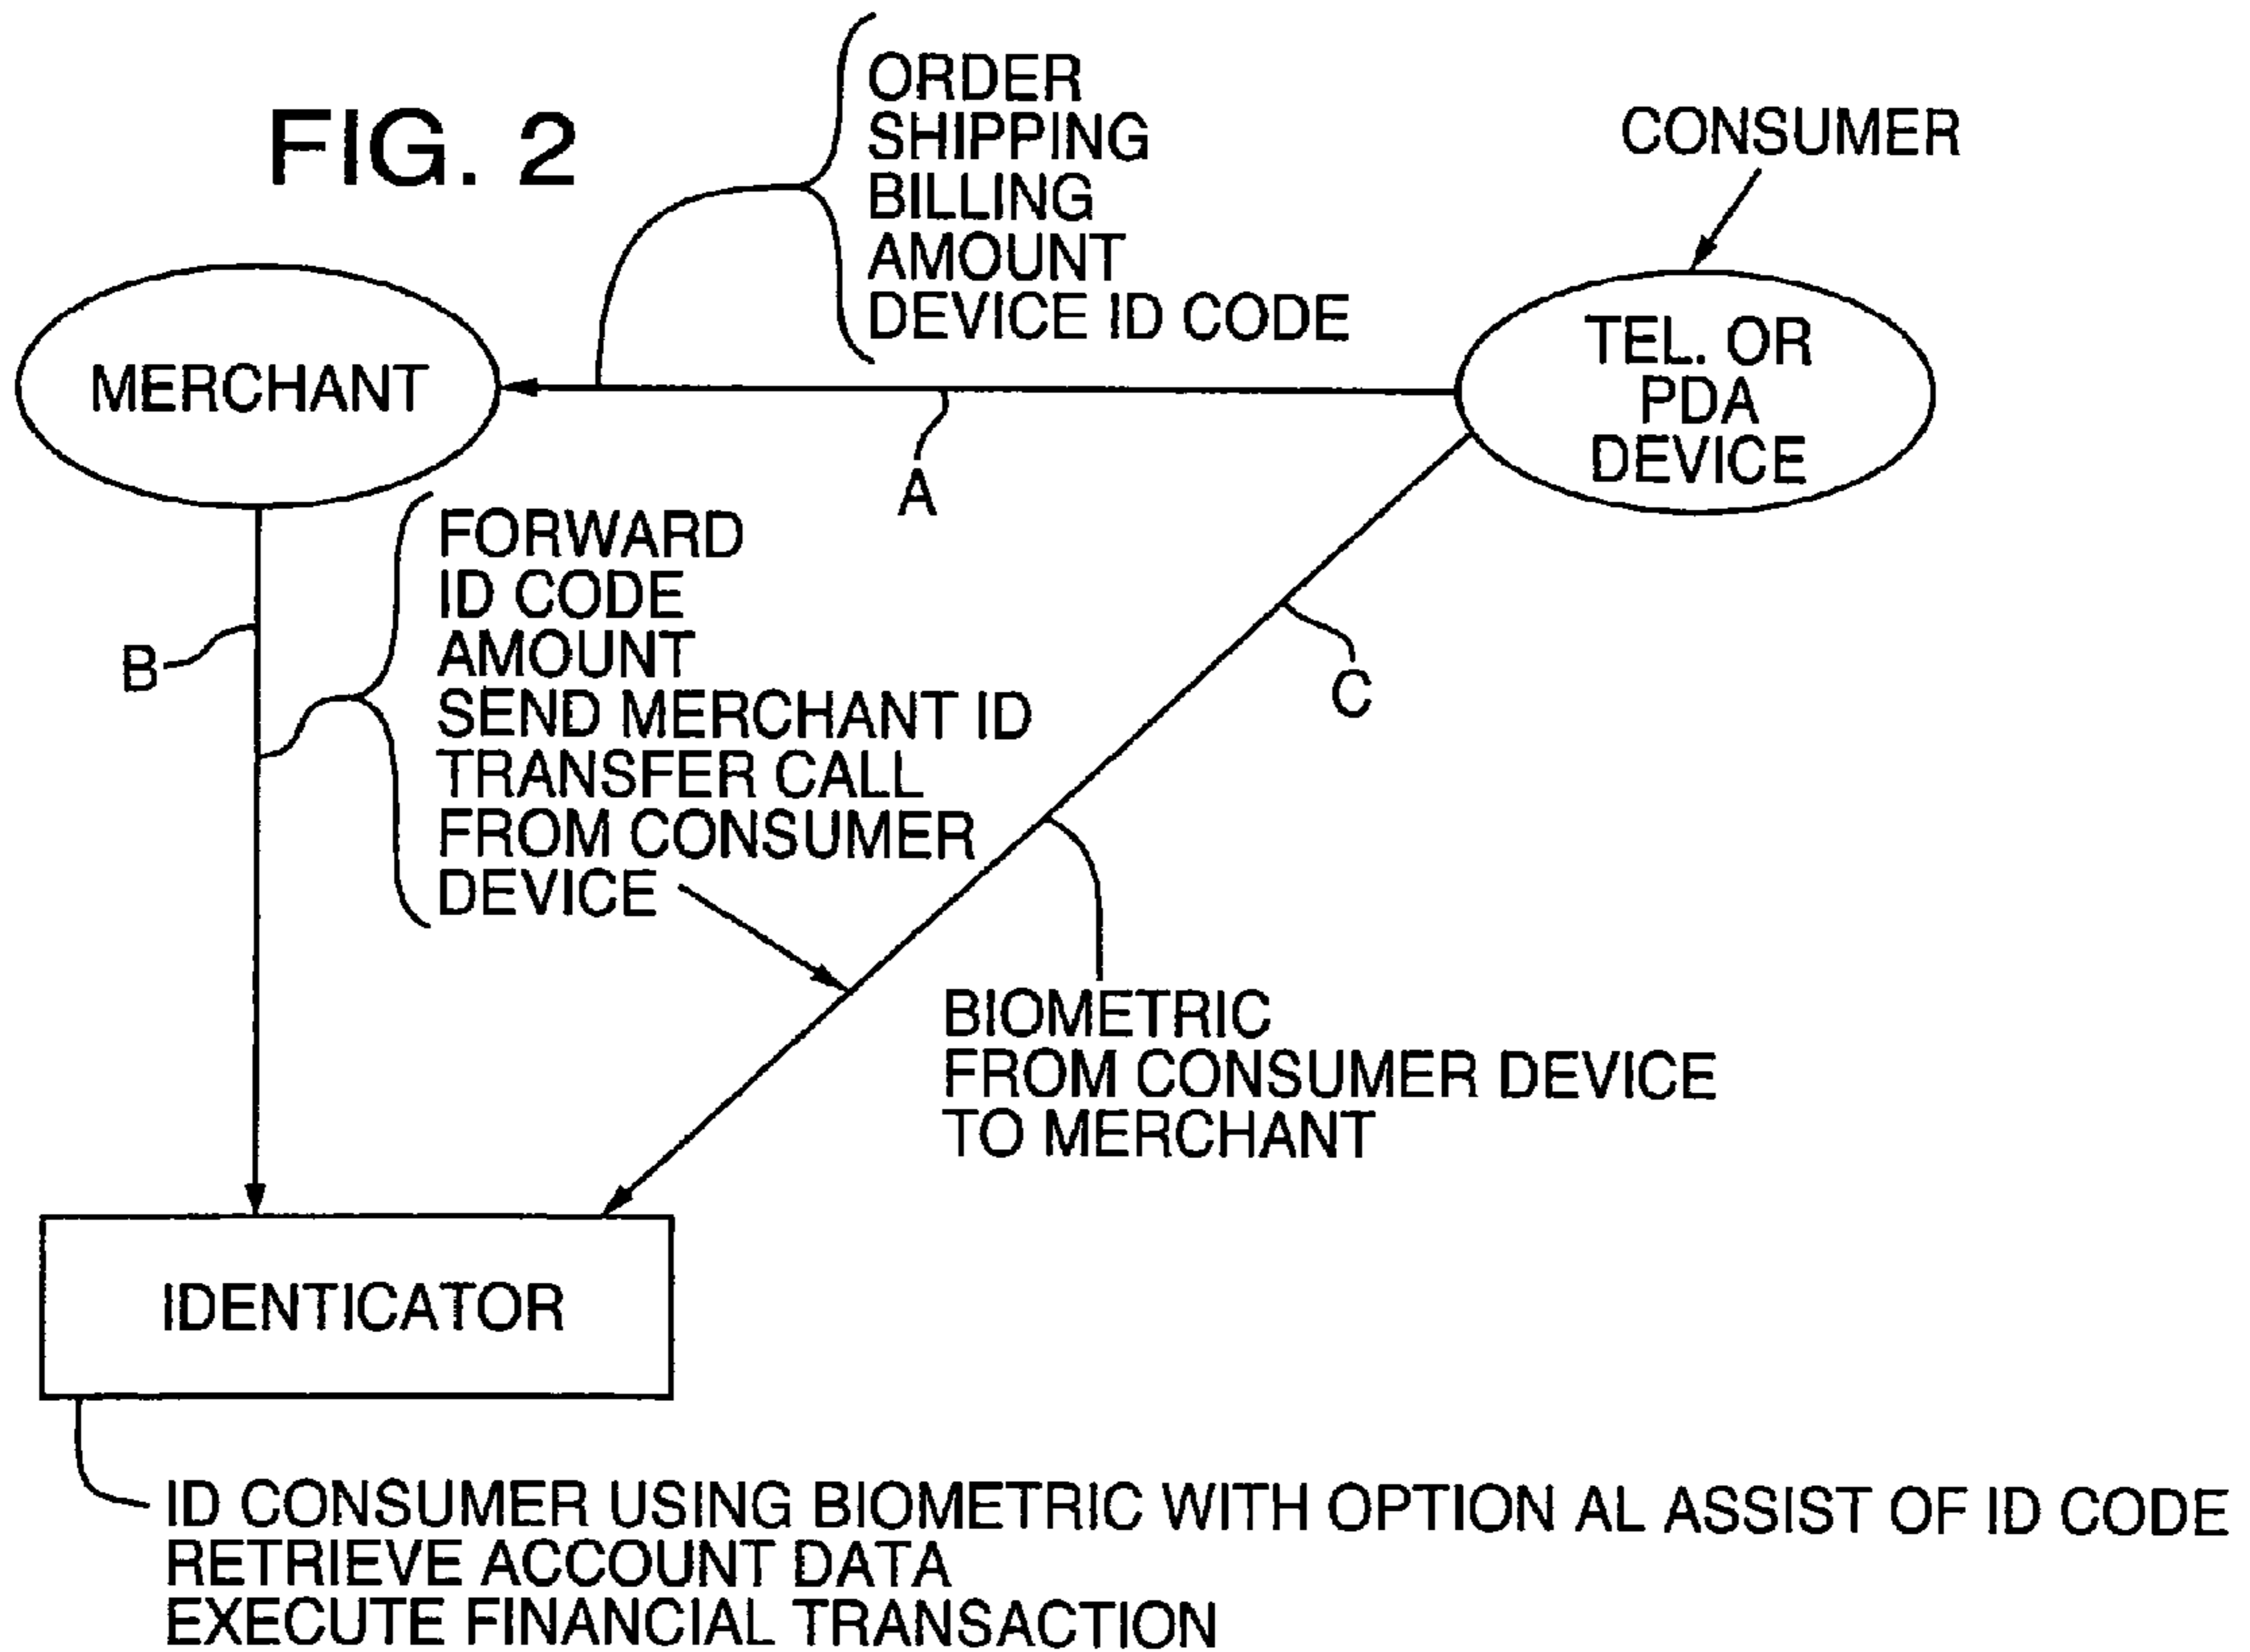 FIG. 2
ORDER
SHIPPING
BILLING
AMOUNT
DEVICE ID CODE
CONSUMER
MERCHANT
TEL. OR
PDA
DEVICE
A
FORWARD
ID CODE
AMOUNT
SEND MERCHANT ID
TRANSFER CALL
FROM CONSUMER
DEVICE
B
C
BIOMETRIC
FROM CONSUMER DEVICE
TO MERCHANT
IDENTICATOR
ID CONSUMER USING BIOMETRIC WITH OPTION AL ASSIST OF ID CODE
RETRIEVE ACCOUNT DATA
EXECUTE FINANCIAL TRANSACTION